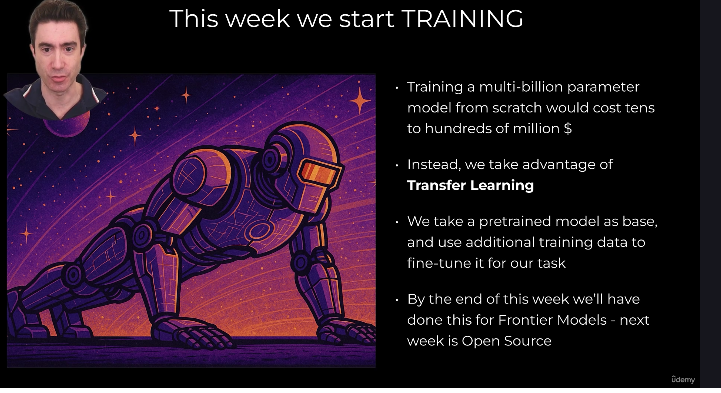 This week we start TRAINING
• Training a multi-billion parameter
model from scratch would cost tens
to hundreds of million $
• Instead, we take advantage of
Transfer Learning
• We take a pretrained model as base,
and use additional training data to
fine-tune it for our task
• By the end of this week we'll have
done this for Frontier Models - next
week is Open Source
ûdemy